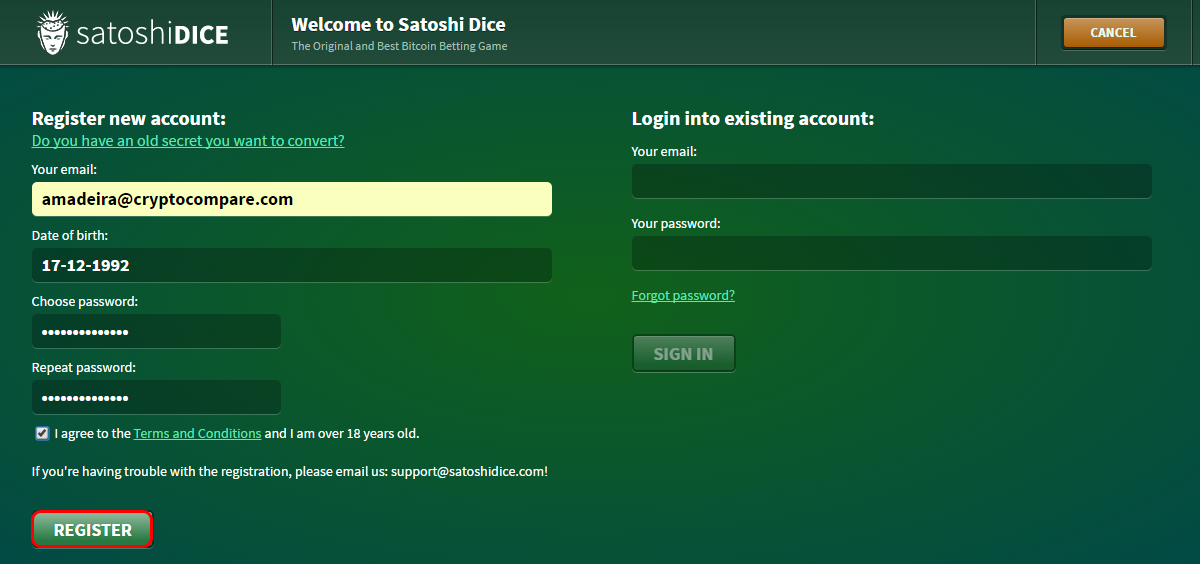 satoshiDICE
Welcome to Satoshi Dice
The Original and Best Bitcoin Betting Game
CANCEL
Register new account:
Do you have an old secret you want to convert?
Your email:
amadeira@cryptocompare.com
Date of birth:
17-12-1992
Choose password:
••••••••••••••
Repeat password:
••••••••••••••
I agree to the Terms and Conditions and I am over 18 years old.
If you're having trouble with the registration, please email us: support@satoshidice.com!
REGISTER
Login into existing account:
Your email:
Your password:
Forgot password?
SIGN IN